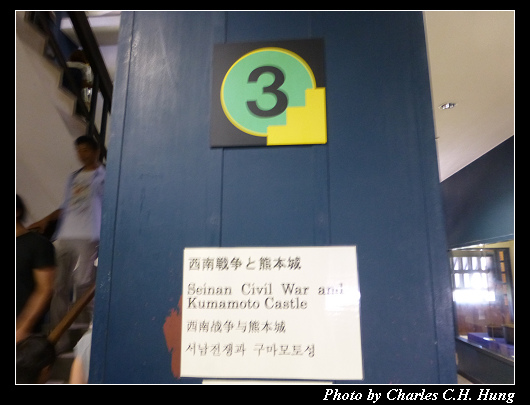 3
西南戦争と熊本城
Seinan Civil War and
Kumamoto Castle
西南战争与熊本城
서남전쟁과 구마모토성
Photo by Charles C.H. Hung